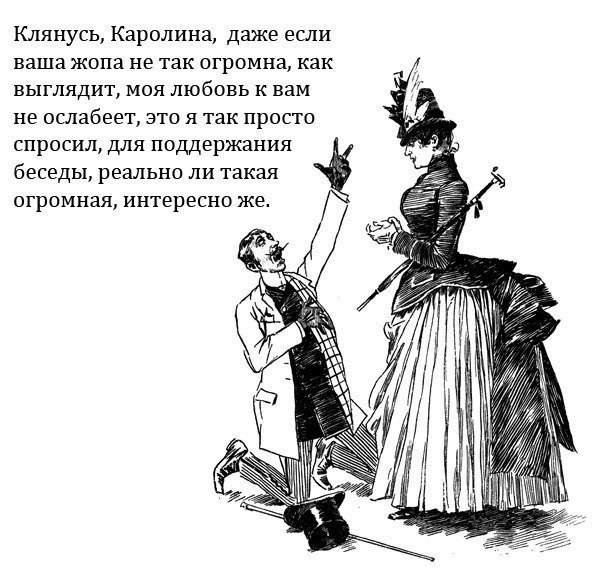 Клянусь, Каролина,  даже если
ваша жопа не так огромна, как
выглядит, моя любовь к вам
не ослабеет, это я так просто
спросил, для поддержания
беседы, реально ли такая
огромная, интересно же.